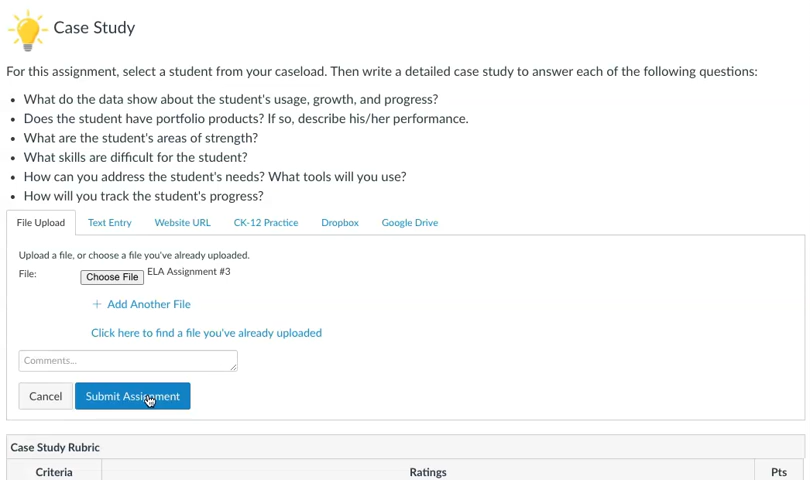 Case Study
For this assignment, select a student from your caseload. Then write a detailed case study to answer each of the following questions:
• What do the data show about the student's usage, growth, and progress?
• Does the student have portfolio products? If so, describe his/her performance.
• What are the student's areas of strength?
• What skills are difficult for the student?
• How can you address the student's needs? What tools will you use?
• How will you track the student's progress?
File Upload Text Entry Website URL CK-12 Practice Dropbox Google Drive
Upload a file, or choose a file you've already uploaded.
File: Choose File ELA Assignment #3
+ Add Another File
Click here to find a file you've already uploaded
Comments...
Cancel Submit Assignment
Case Study Rubric
Criteria Ratings Pts